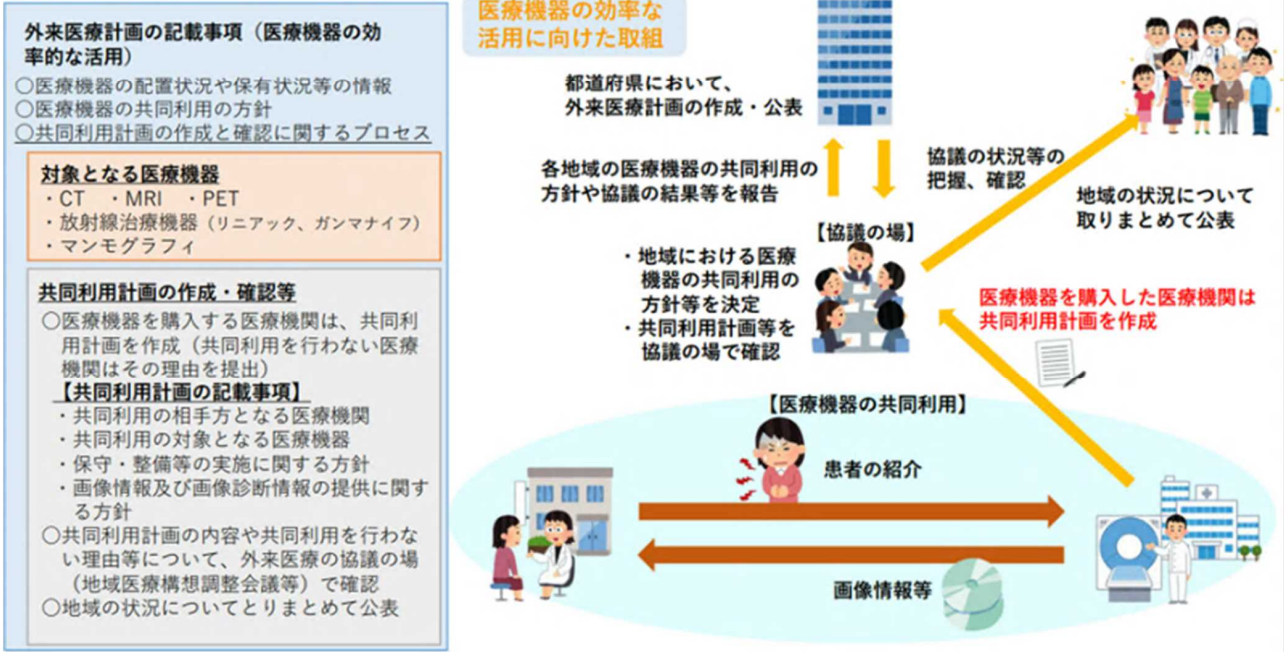 外来医療計画の記載事項（医療機器の効
率的な活用）
○医療機器の配置状況や保有状況等の情報
○医療機器の共同利用の方針
○共同利用計画の作成と確認に関するプロセス
対象となる医療機器
・CT ・MRI ・PET
・放射線治療機器（リニアック、ガンマナイフ）
・マンモグラフィ
共同利用計画の作成・確認等
○医療機器を購入する医療機関は、共同利
用計画を作成（共同利用を行わない医療
機関はその理由を提出）
【共同利用計画の記載事項】
・共同利用の相手方となる医療機関
・共同利用の対象となる医療機器
・保守・整備等の実施に関する方針
・画像情報及び画像診断情報の提供に関す
る方針
○共同利用計画の内容や共同利用を行わな
い理由等について、外来医療の協議の場
（地域医療構想調整会議等）で確認
○地域の状況についてとりまとめて公表
医療機器の効率な
活用に向けた取組
都道府県において、
外来医療計画の作成・公表
各地域の医療機器の共同利用の
方針や協議の結果等を報告
協議の状況等の
把握、確認
地域の状況について
取りまとめて公表
【協議の場】
・地域における医療
機器の共同利用の
方針等を決定
・共同利用計画等を
協議の場で確認
医療機器を購入した医療機関は
共同利用計画を作成
【医療機器の共同利用】
患者の紹介
画像情報等